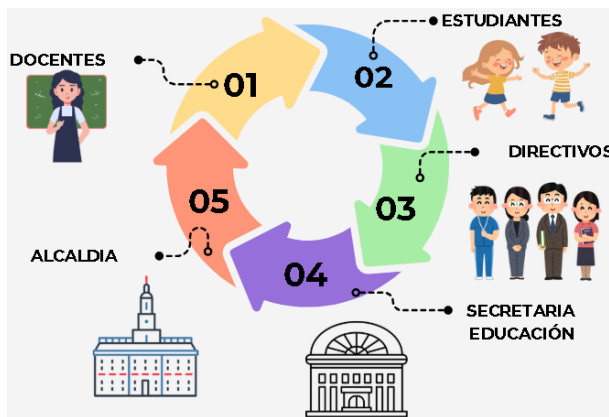 01
DOCENTES
02
ESTUDIANTES
03
DIRECTIVOS
04
SECRETARIA
EDUCACIÓN
05
ALCALDIA